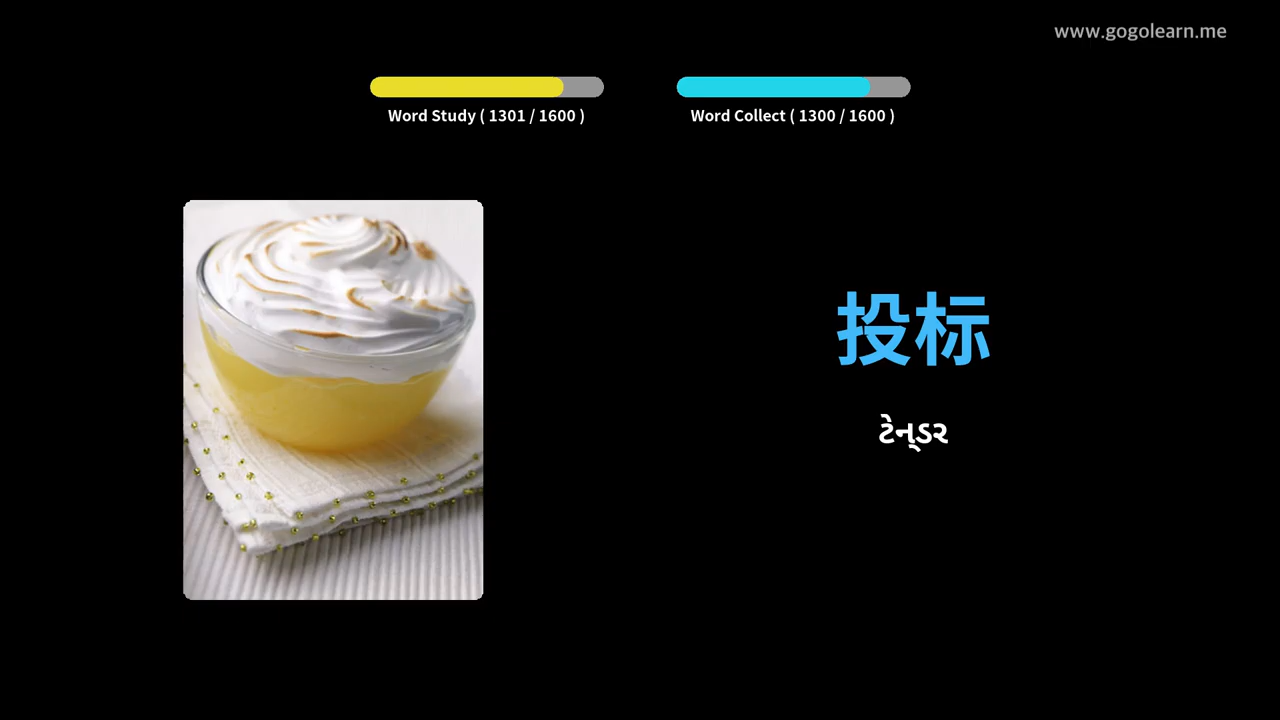 www.gogolearn.me
Word Study ( 1301 / 1600 )
Word Collect ( 1300 / 1600 )
投标
ટેન્ડર